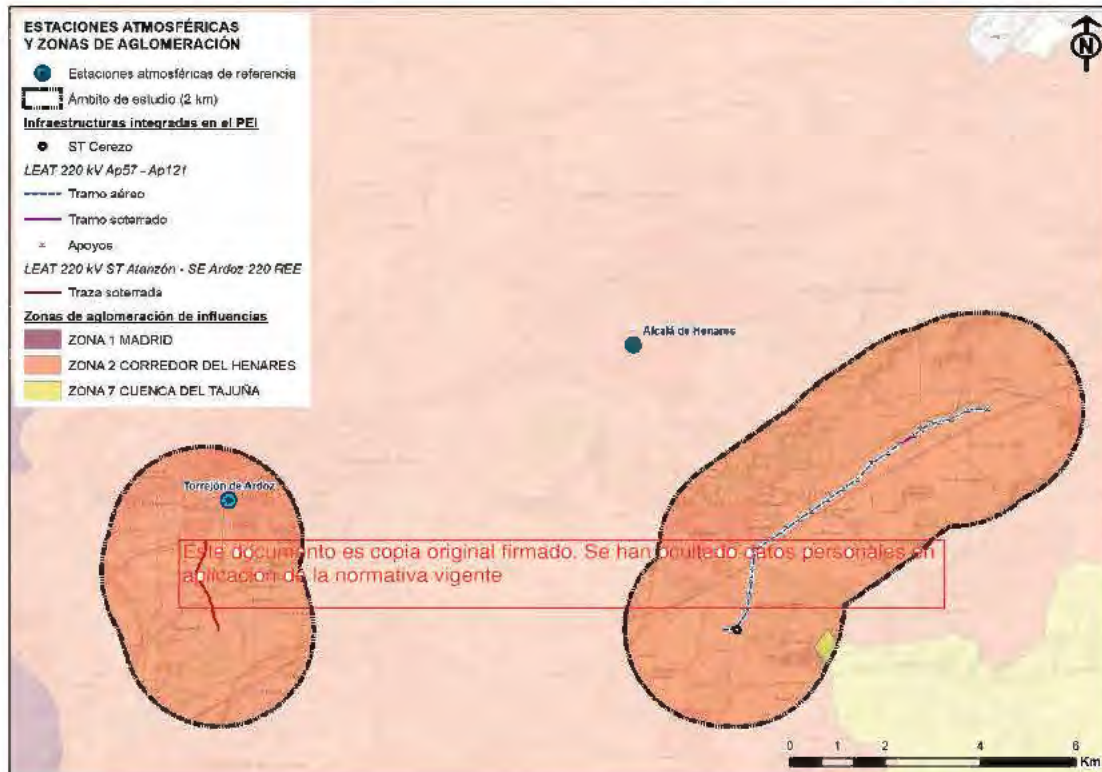 ESTACIONES ATMOSFÉRICAS
Y ZONAS DE AGLOMERACIÓN
Estaciones atmosféricas de referencia
Ámbito de estudio (2 km)
Infraestructuras integradas en el PEI
ST Cerezo
LEAT 220 kV Ap57 - Ap121
Tramo aéreo
Tramo soterrado
Apoyos
LEAT 220 kV ST Atanzón - SE Ardoz 220 REE
Traza soterrada
Zonas de aglomeración de influencias
ZONA 1 MADRID
ZONA 2 CORREDOR DEL HENARES
ZONA 7 CUENCA DEL TAJUÑA
N
Alcalá de Henares
Torrejón de Ardoz
Este documento es copia original firmado. Se han ocultado datos personales en
aplicación de la normativa vigente
0 1 2 4 6
Km